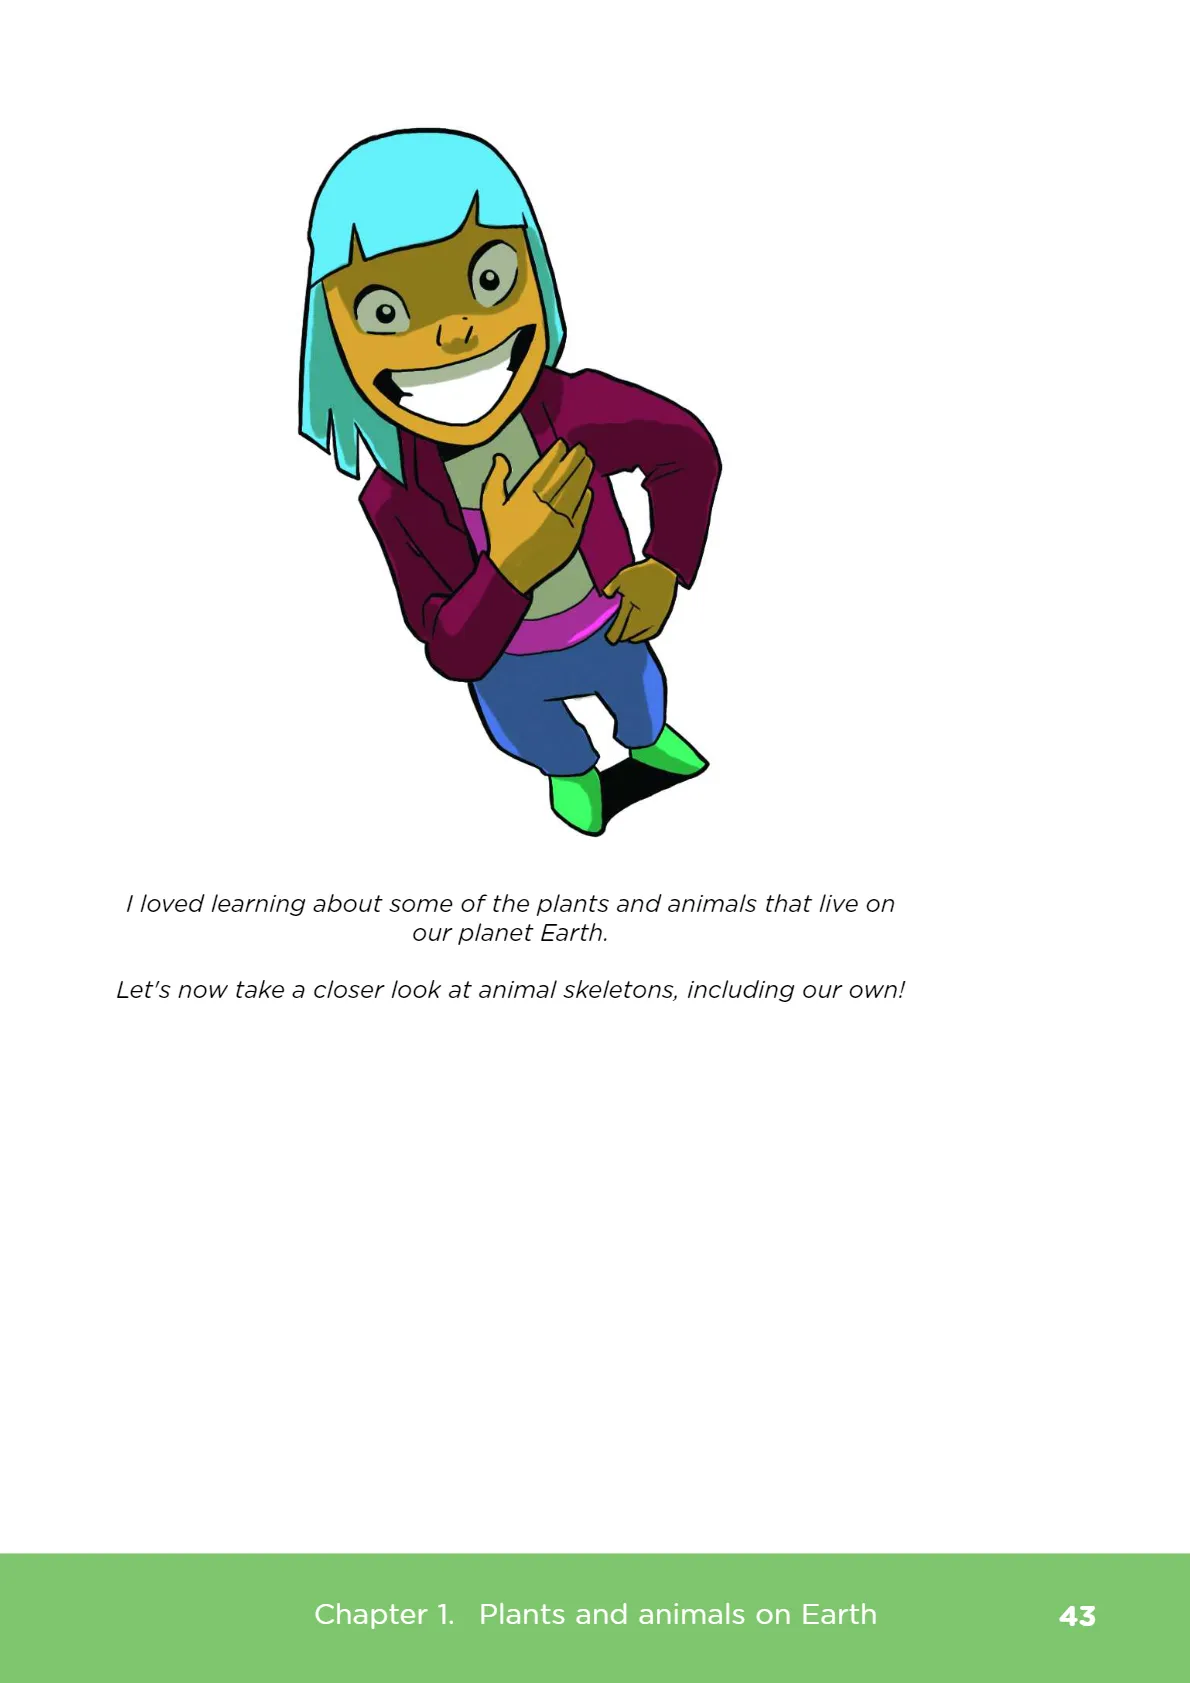 I loved learning about some of the plants and animals that live on
our planet Earth.
Let's now take a closer look at animal skeletons, including our own!
Chapter 1. Plants and animals on Earth 43